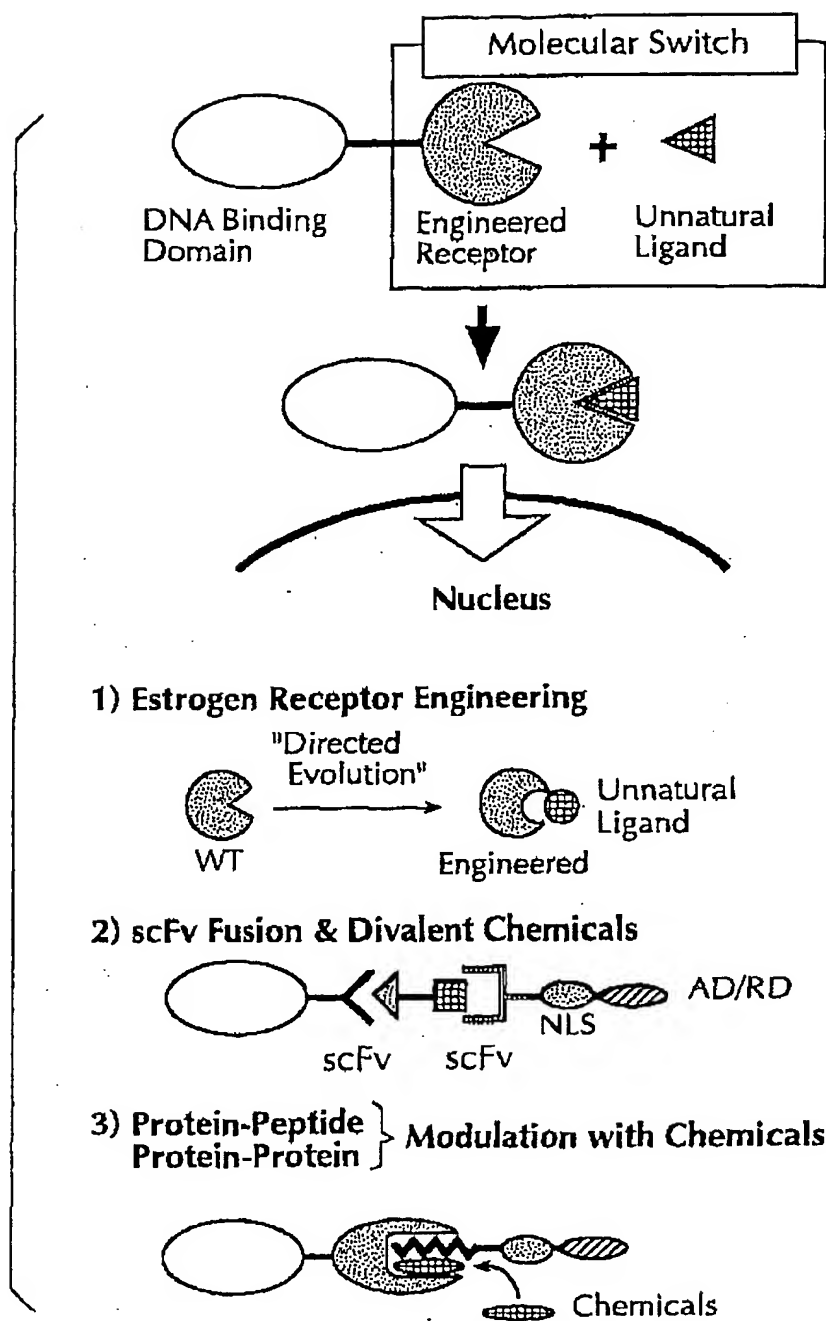 Molecular Switch
+
DNA Binding
Domain
Engineered
Receptor
Unnatural
Ligand
Nucleus
1) Estrogen Receptor Engineering
"Directed
Evolution"
WT
Engineered
Unnatural
Ligand
2) scFv Fusion & Divalent Chemicals
scFv
scFv
NLS
AD/RD
3) Protein-Peptide
Protein-Protein
} Modulation with Chemicals
Chemicals